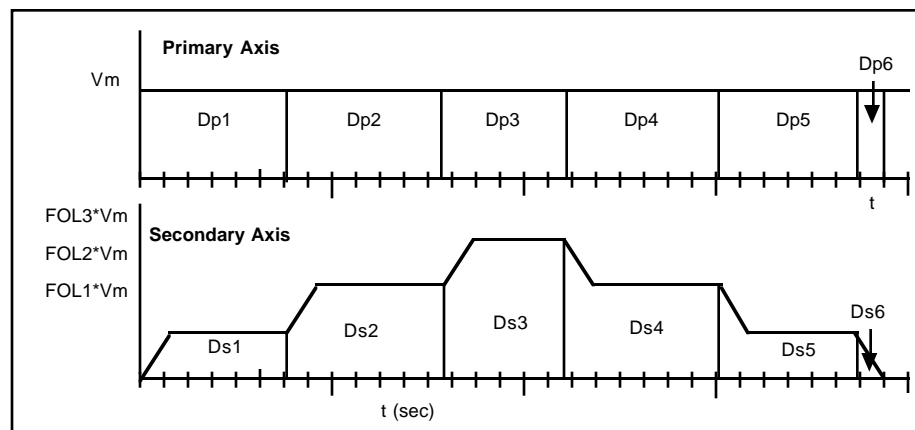 Primary Axis
Vm
Dp6
Dp1
Dp2
Dp3
Dp4
Dp5
t
FOL3*Vm
Secondary Axis
FOL2*Vm
FOL1*Vm
Ds1
Ds2
Ds3
Ds4
Ds5
Ds6
t (sec)